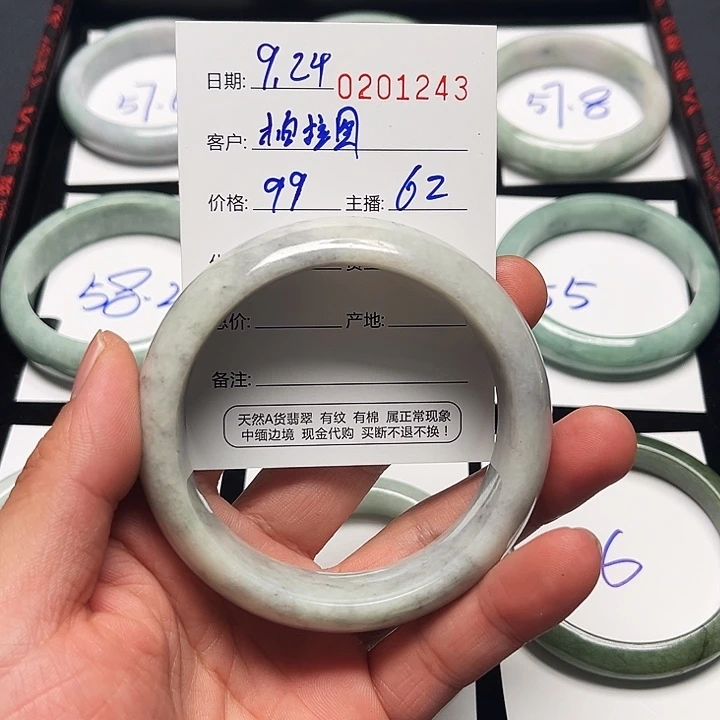 日期: 9.24 0201243
客户: 柏拉图
价格: 99 主播: 62
价: 产地:
备注:
天然A货翡翠 有纹 有棉 属正常现象
中缅边境 现金代购 买断不退不换！
57.8
58.2
55
6